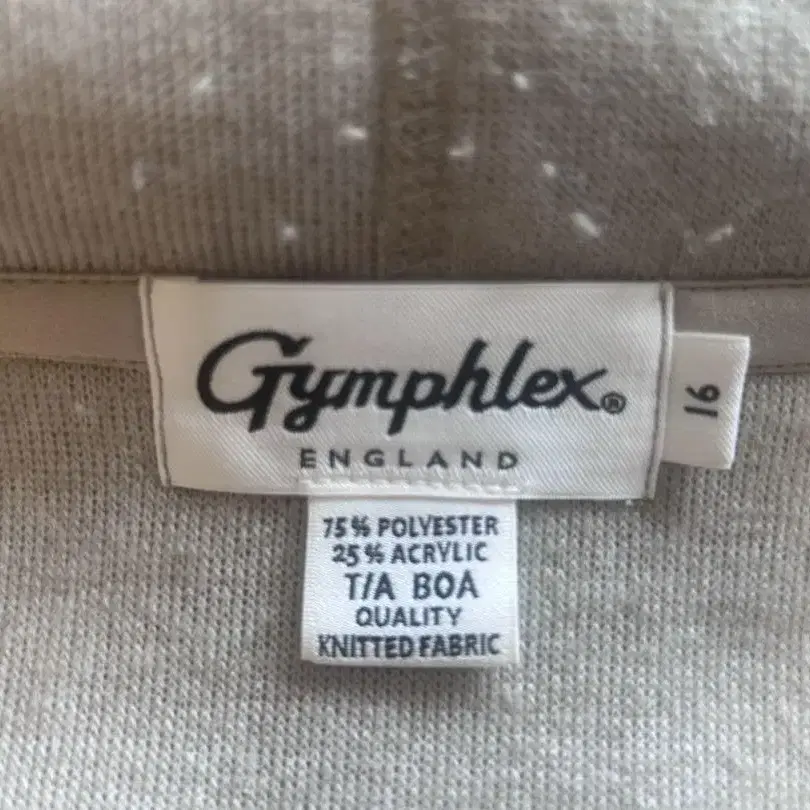 Gymphlex®
ENGLAND
16
75% POLYESTER
25% ACRYLIC
T/A BOA
QUALITY
KNITTED FABRIC